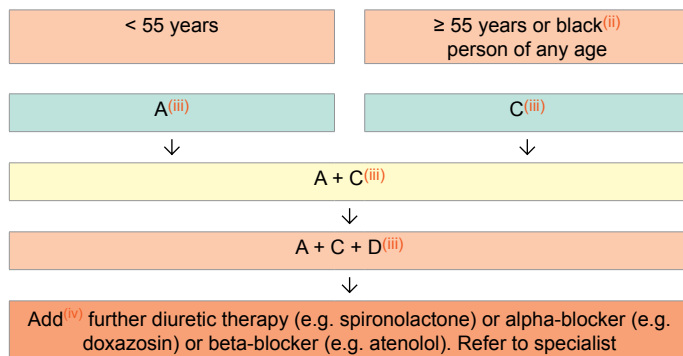 < 55 years
≥ 55 years or black(ii)
person of any age
A(iii)
C(iii)
A + C(iii)
A + C + D(iii)
Add(iv) further diuretic therapy (e.g. spironolactone) or alpha-blocker (e.g.
doxazosin) or beta-blocker (e.g. atenolol). Refer to specialist